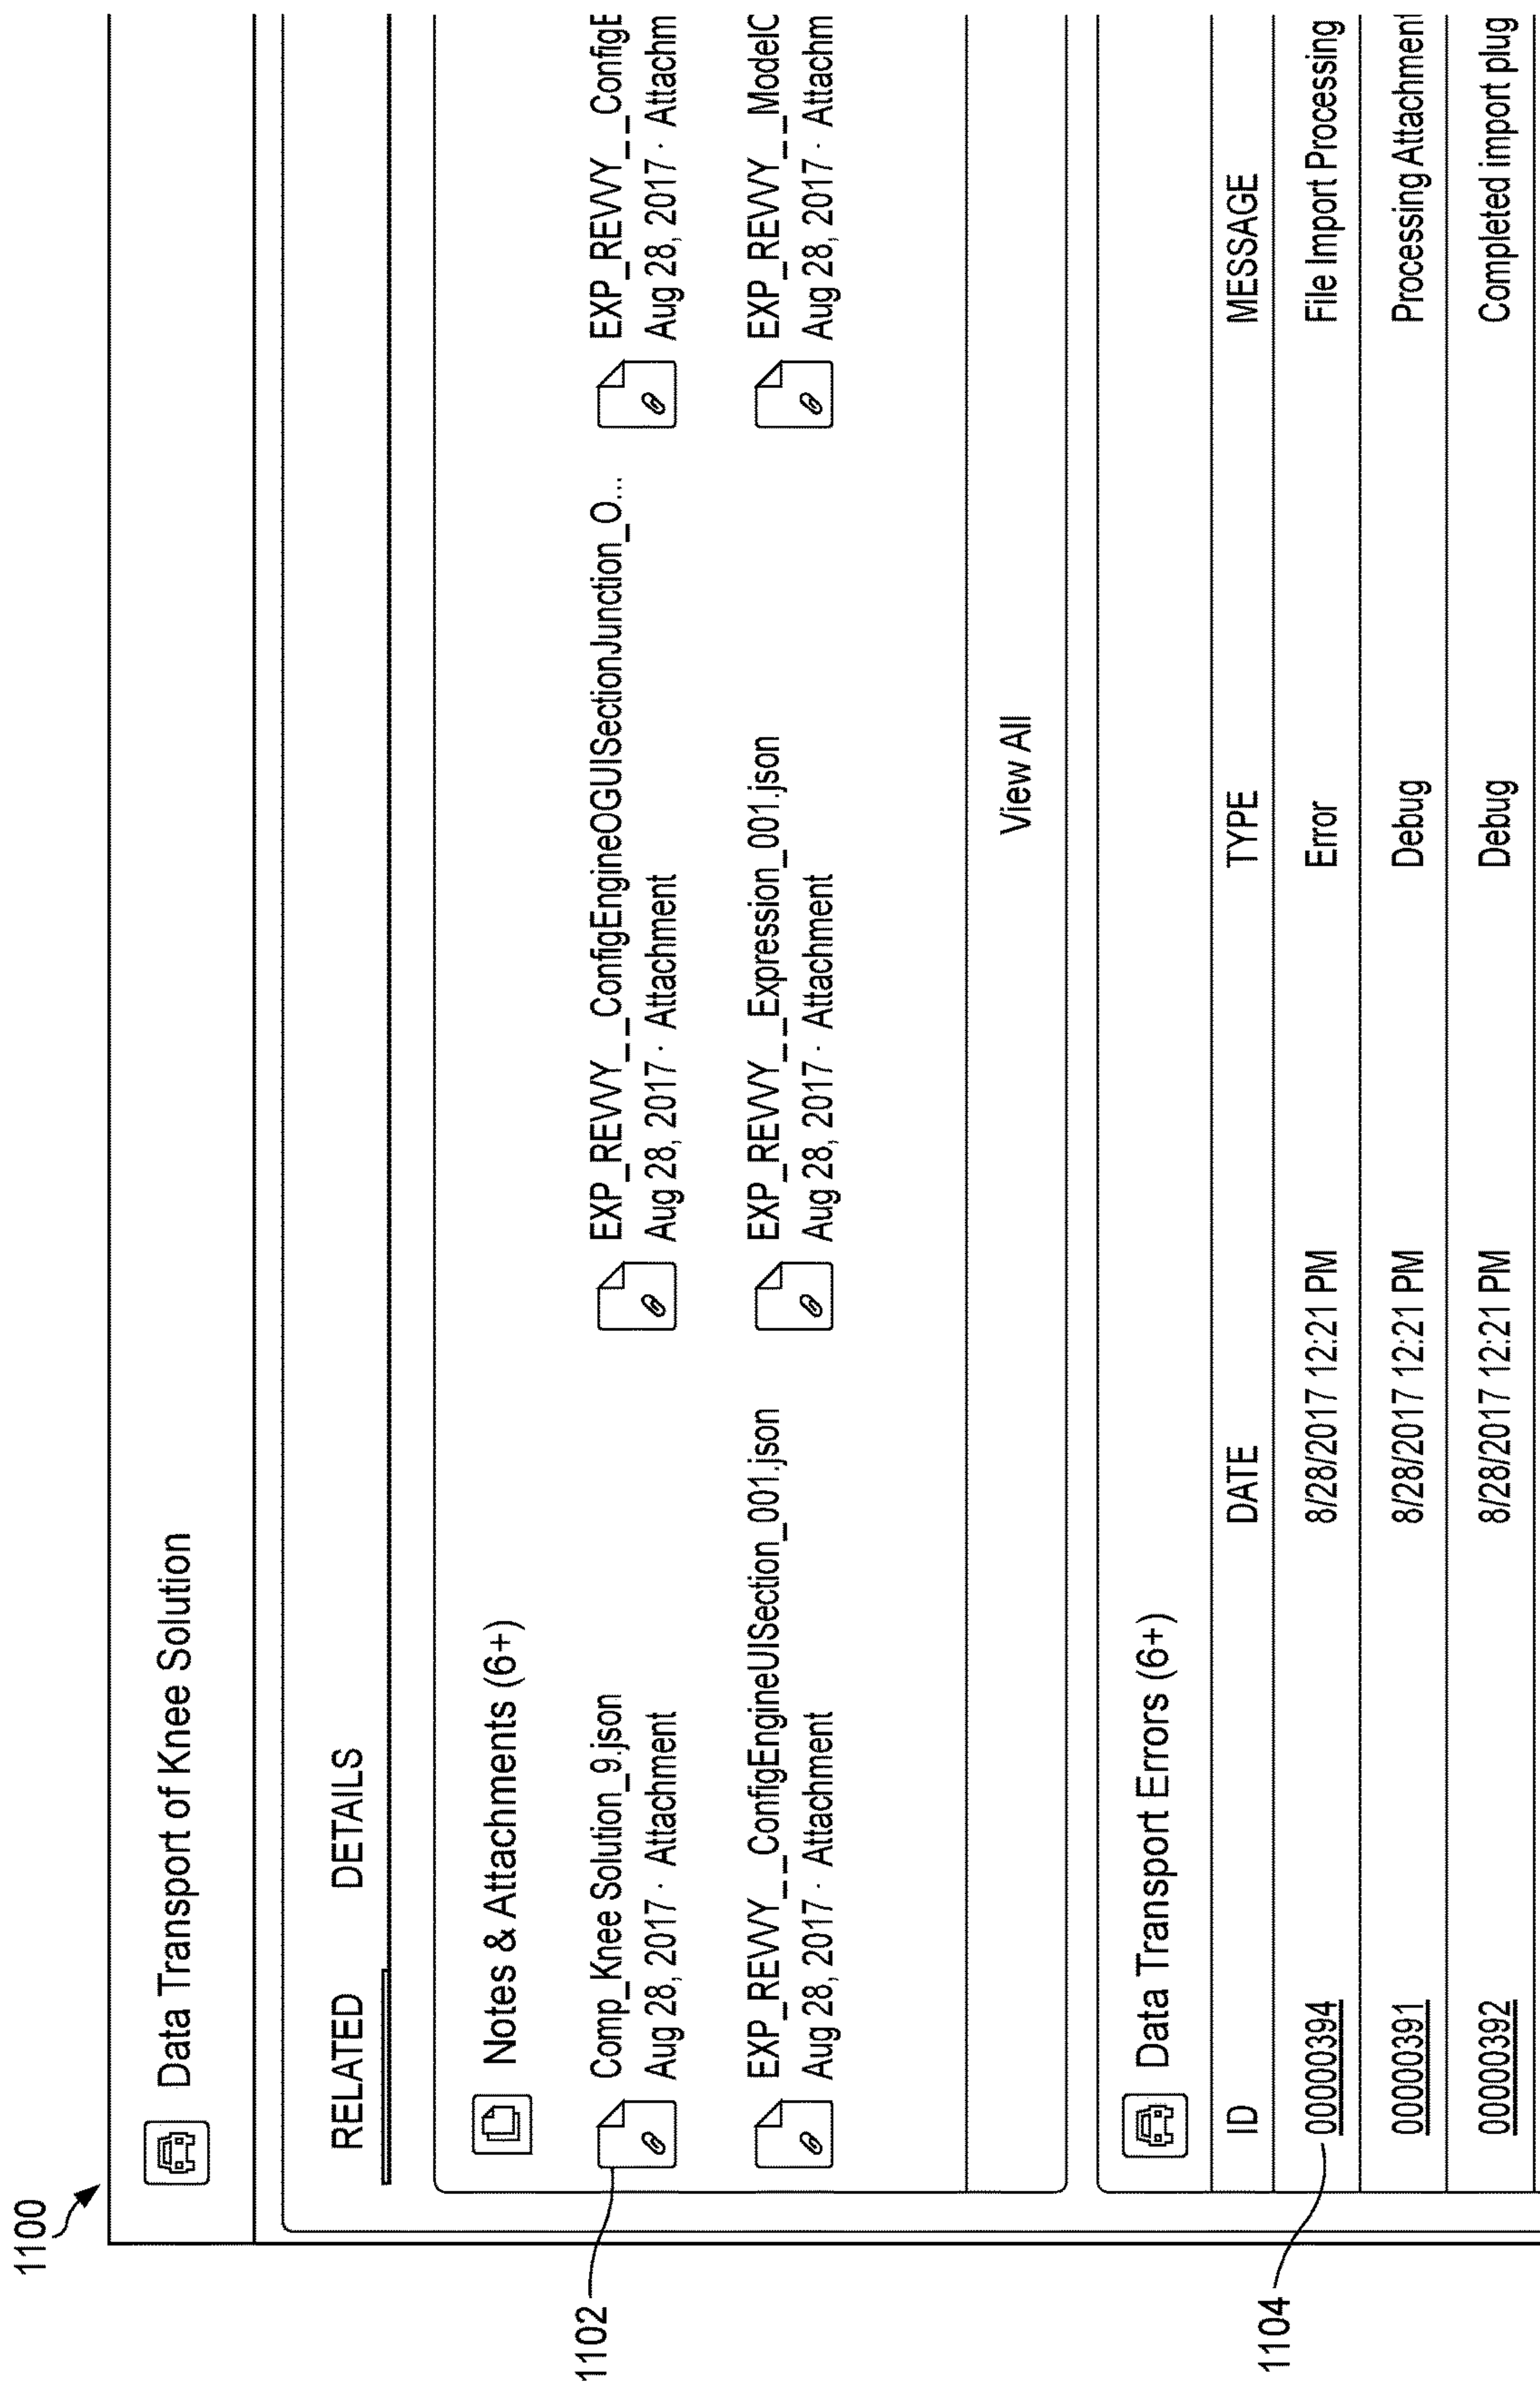 1100
Data Transport of Knee Solution
RELATED DETAILS
Notes & Attachments (6+)
1102
Comp_Knee Solution_9.json
Aug 28, 2017 · Attachment
EXP_REVVY__ConfigEngineOGUISectionJunction_O...
Aug 28, 2017 · Attachment
EXP_REVVY__ConfigE
Aug 28, 2017 · Attachm
EXP_REVVY__ConfigEngineUISection_001.json
Aug 28, 2017 · Attachment
EXP_REVVY__Expression_001.json
Aug 28, 2017 · Attachment
EXP_REVVY__ModelC
Aug 28, 2017 · Attachm
View All
Data Transport Errors (6+)
ID DATE TYPE MESSAGE
1104
00000394 8/28/2017 12:21 PM Error File Import Processing
00000391 8/28/2017 12:21 PM Debug Processing Attachment
00000392 8/28/2017 12:21 PM Debug Completed import plug